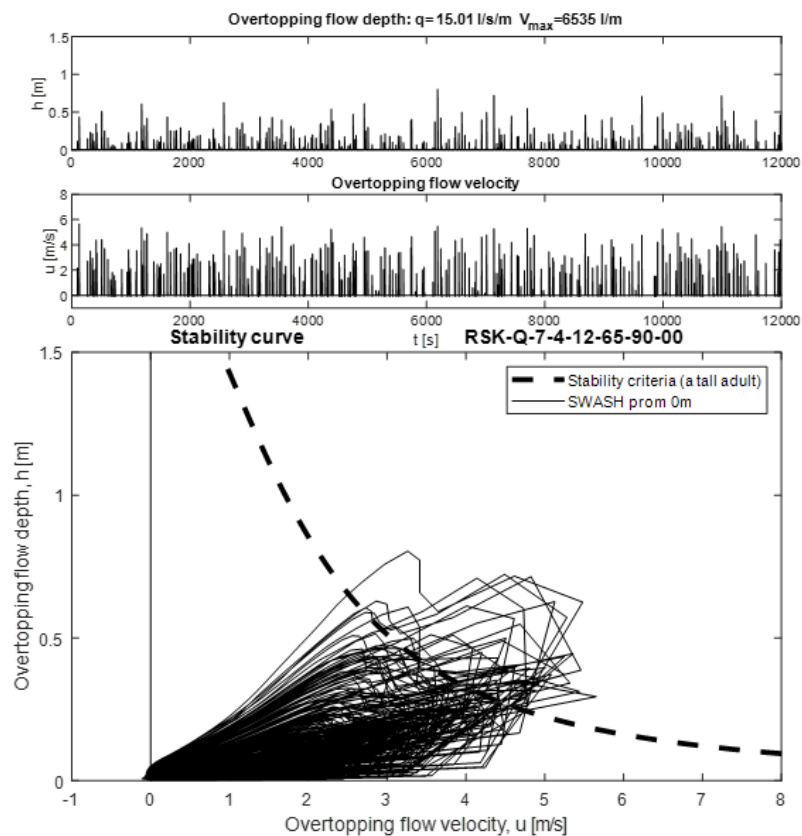 Overtopping flow depth: q=15.01 l/s/m  Vmax=6535 l/m
1.5
1
0.5
0
h [m]
0 2000 4000 6000 8000 10000 12000
Overtopping flow velocity
8
6
4
2
0
u [m/s]
0 2000 4000 6000 8000 10000 12000
Stability curve t [s] RSK-Q-7-4-12-65-90-00
1.5
1
0.5
0
Overtopping flow depth, h [m]
Stability criteria (a tall adult)
SWASH prom 0m
-1 0 1 2 3 4 5 6 7 8
Overtopping flow velocity, u [m/s]